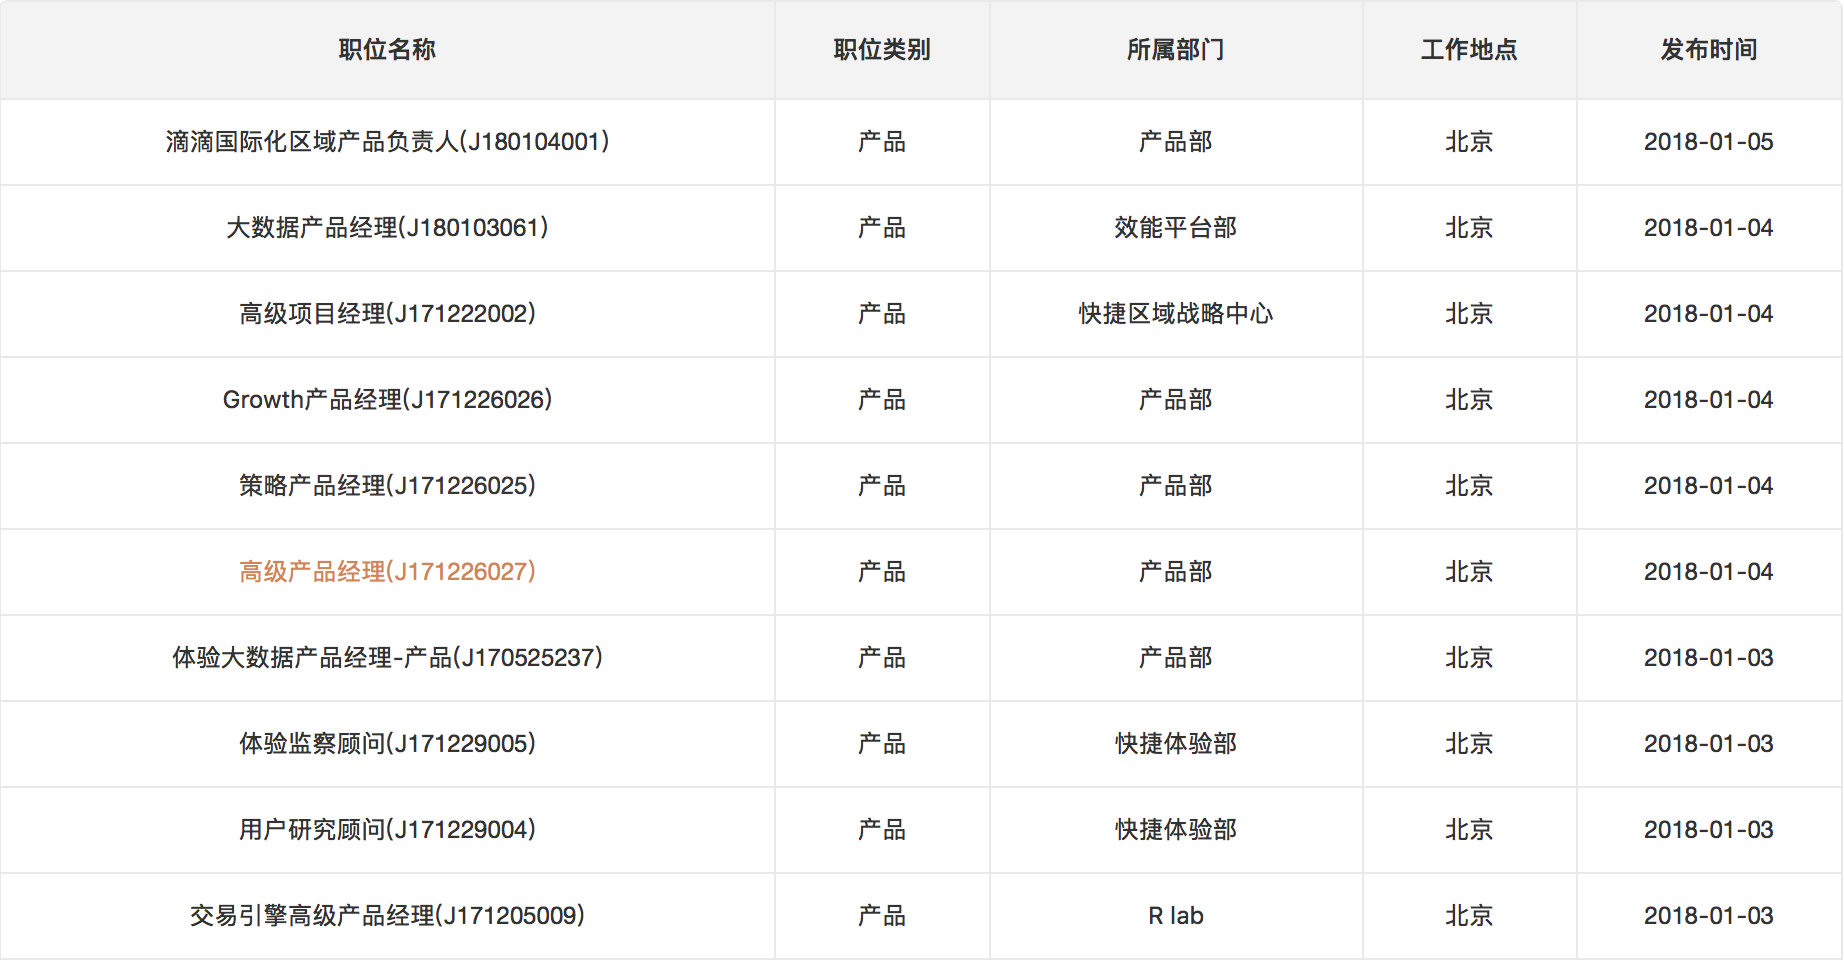 职位名称 职位类别 所属部门 工作地点 发布时间
滴滴国际化区域产品负责人(J180104001) 产品 产品部 北京 2018-01-05
大数据产品经理(J180103061) 产品 效能平台部 北京 2018-01-04
高级项目经理(J171222002) 产品 快捷区域战略中心 北京 2018-01-04
Growth产品经理(J171226026) 产品 产品部 北京 2018-01-04
策略产品经理(J171226025) 产品 产品部 北京 2018-01-04
高级产品经理(J171226027) 产品 产品部 北京 2018-01-04
体验大数据产品经理-产品(J170525237) 产品 产品部 北京 2018-01-03
体验监察顾问(J171229005) 产品 快捷体验部 北京 2018-01-03
用户研究顾问(J171229004) 产品 快捷体验部 北京 2018-01-03
交易引擎高级产品经理(J171205009) 产品 R lab 北京 2018-01-03